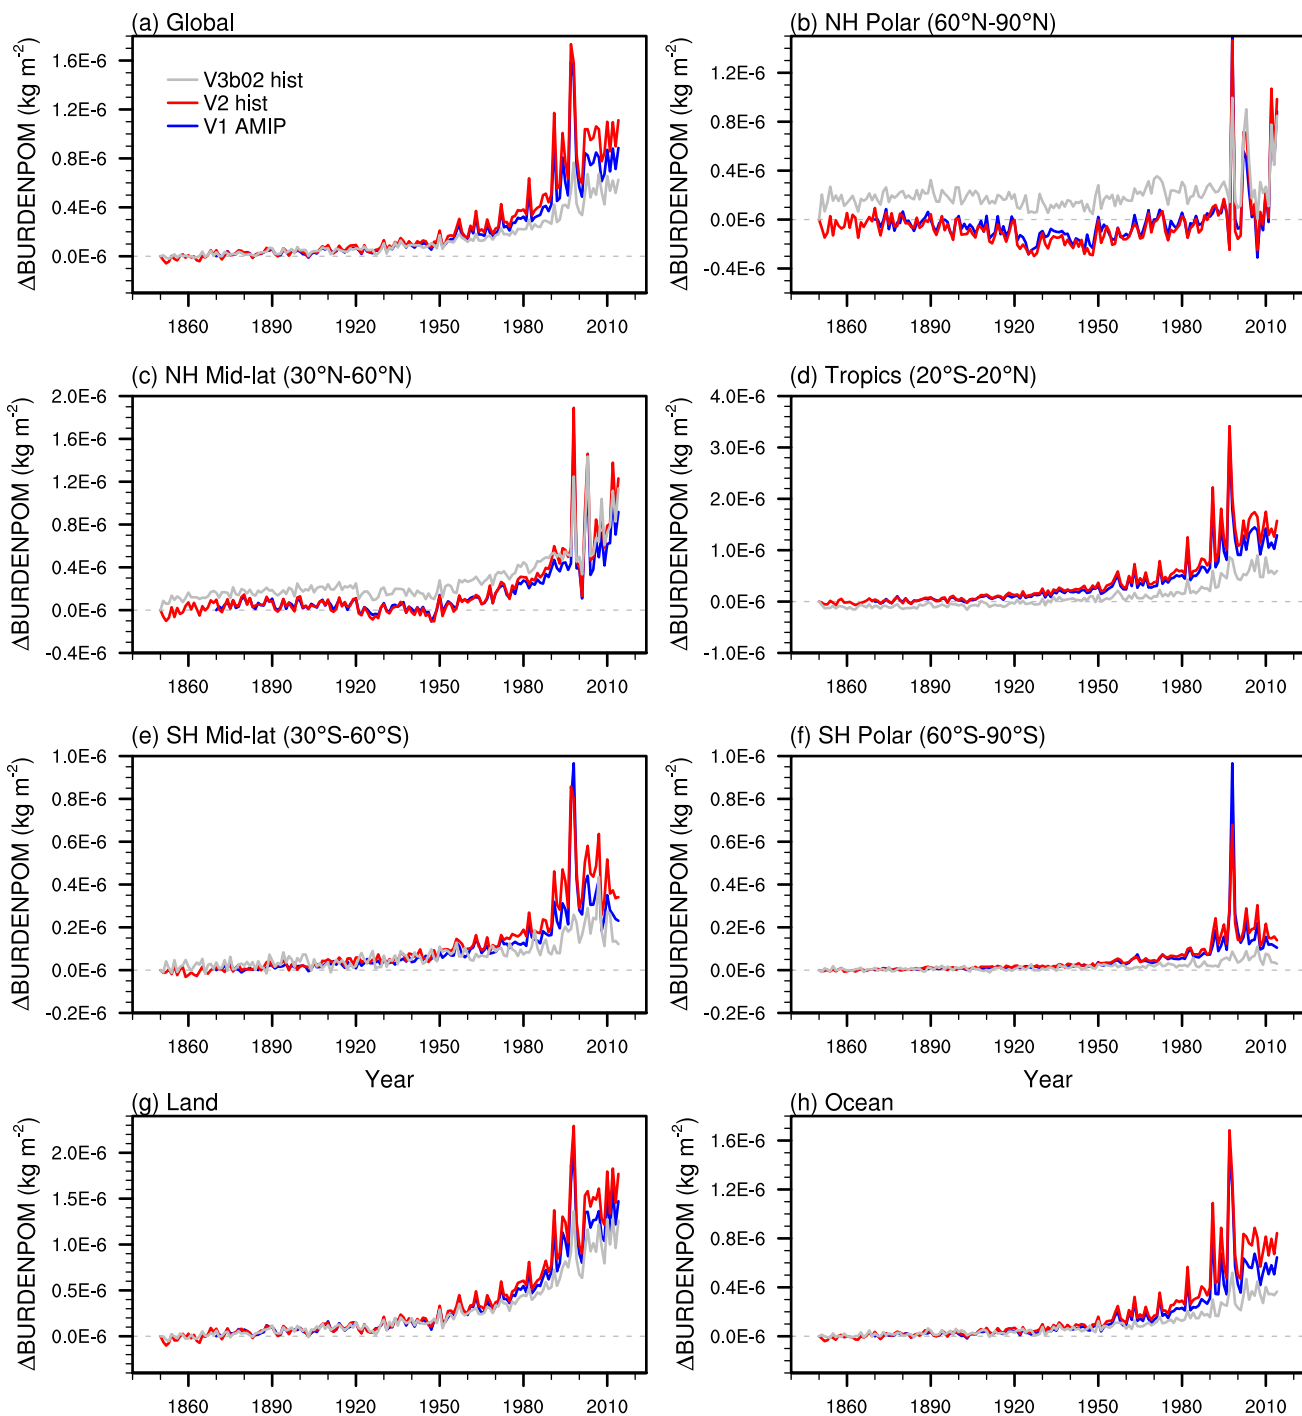 (a) Global
ΔBURDENPOM (kg m-2)
1.6E-6
1.2E-6
0.8E-6
0.4E-6
0.0E-6
V3b02 hist
V2 hist
V1 AMIP
1860 1890 1920 1950 1980 2010
(b) NH Polar (60°N-90°N)
ΔBURDENPOM (kg m-2)
1.2E-6
0.8E-6
0.4E-6
0.0E-6
-0.4E-6
1860 1890 1920 1950 1980 2010
(c) NH Mid-lat (30°N-60°N)
ΔBURDENPOM (kg m-2)
2.0E-6
1.6E-6
1.2E-6
0.8E-6
0.4E-6
0.0E-6
-0.4E-6
1860 1890 1920 1950 1980 2010
(d) Tropics (20°S-20°N)
ΔBURDENPOM (kg m-2)
4.0E-6
3.0E-6
2.0E-6
1.0E-6
0.0E-6
-1.0E-6
1860 1890 1920 1950 1980 2010
(e) SH Mid-lat (30°S-60°S)
ΔBURDENPOM (kg m-2)
1.0E-6
0.8E-6
0.6E-6
0.4E-6
0.2E-6
0.0E-6
-0.2E-6
1860 1890 1920 1950 1980 2010
Year
(f) SH Polar (60°S-90°S)
ΔBURDENPOM (kg m-2)
1.0E-6
0.8E-6
0.6E-6
0.4E-6
0.2E-6
0.0E-6
-0.2E-6
1860 1890 1920 1950 1980 2010
Year
(g) Land
ΔBURDENPOM (kg m-2)
2.0E-6
1.5E-6
1.0E-6
0.5E-6
0.0E-6
1860 1890 1920 1950 1980 2010
(h) Ocean
ΔBURDENPOM (kg m-2)
1.6E-6
1.2E-6
0.8E-6
0.4E-6
0.0E-6
1860 1890 1920 1950 1980 2010